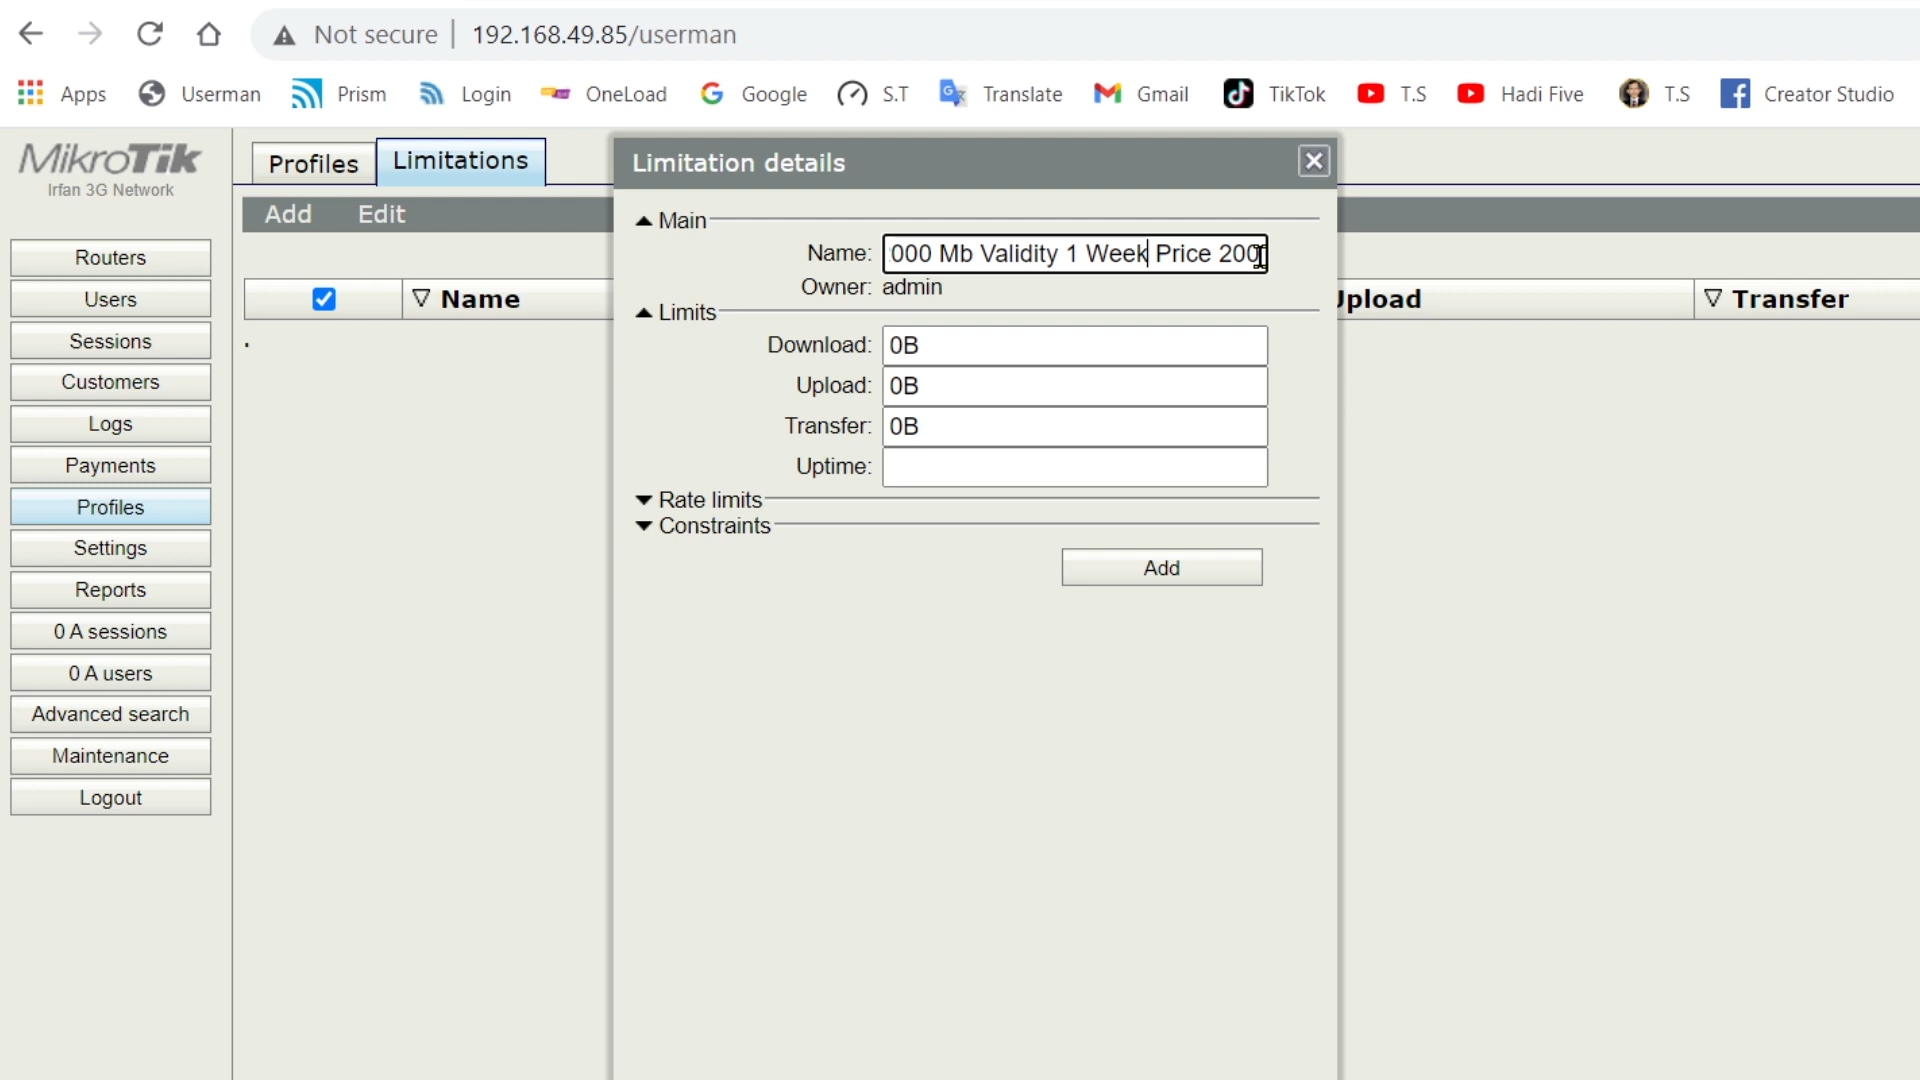 Not secure | 192.168.49.85/userman
Apps Userman Prism Login OneLoad Google S.T Translate Gmail TikTok T.S Hadi Five T.S Creator Studio
MikroTik
Irfan 3G Network
Profiles Limitations
Add Edit
Name
Upload
Transfer
Routers
Users
Sessions
Customers
Logs
Payments
Profiles
Settings
Reports
0 A sessions
0 A users
Advanced search
Maintenance
Logout
Limitation details
Main
Name: 000 Mb Validity 1 Week Price 200
Owner: admin
Limits
Download: 0B
Upload: 0B
Transfer: 0B
Uptime:
Rate limits
Constraints
Add